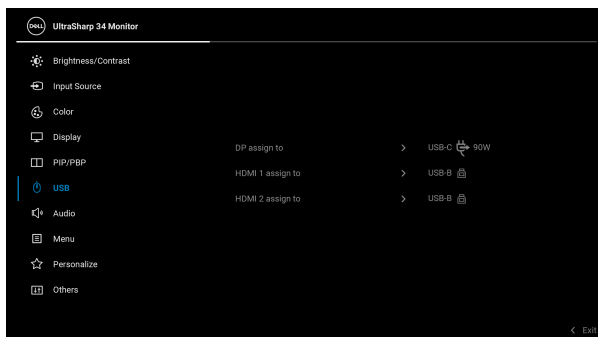 DELL UltraSharp 34 Monitor
Brightness/Contrast
Input Source
Color
Display
DP assign to > USB-C 90W
PIP/PBP
HDMI 1 assign to > USB-B
USB
HDMI 2 assign to > USB-B
Audio
Menu
Personalize
Others
< Exit